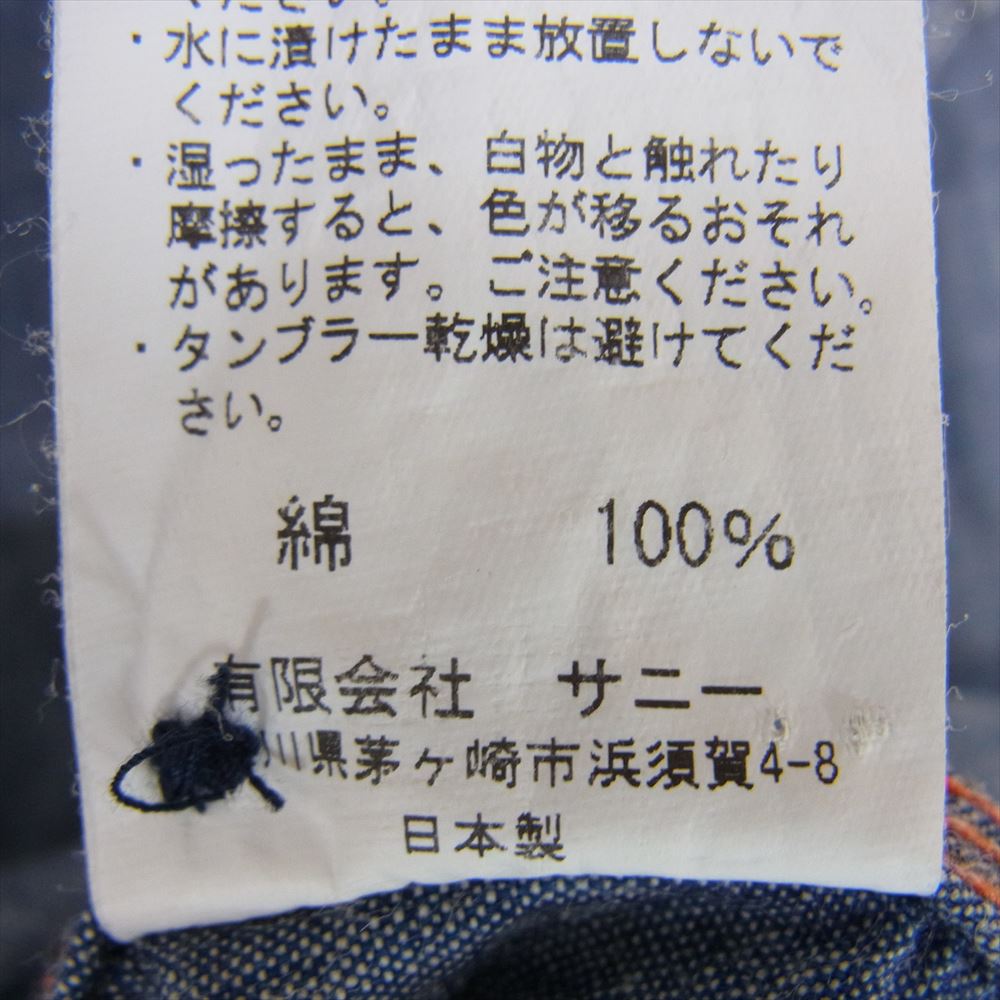 ください。
・水に漬けたまま放置しないで
ください。
・湿ったまま、白物と触れたり
摩擦すると、色が移るおそれ
があります。ご注意ください。
・タンブラー乾燥は避けてくだ
さい。
綿 100%
有限会社 サニー
川県茅ヶ崎市浜須賀4-8
日本製